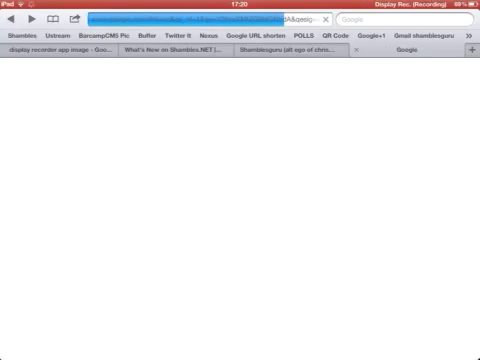 iPad 17:20 Display Rec. (Recording) 69%
Google
Shambles Ustream BarcampCM5 Pic Buffer Twitter It Nexus Google URL shorten POLLS QR Code Google+1 Gmail shamblesguru »
display recorder app image - Goo... What's New on Shambles.NET |... Shamblesguru (alt ego of chris... × Google +